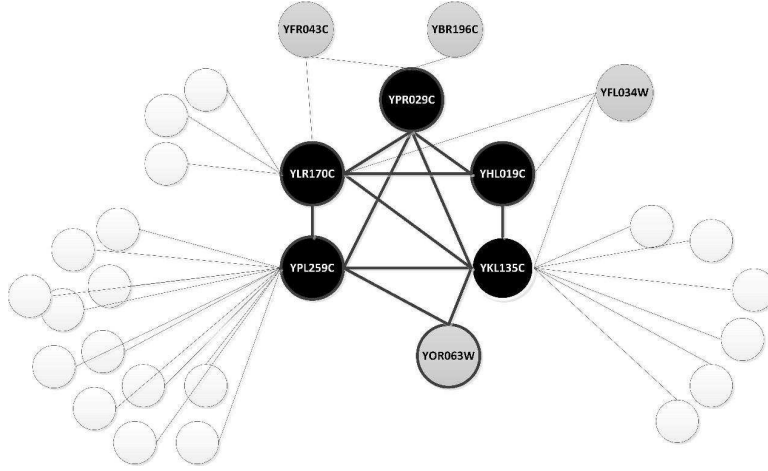 YFR043C
YBR196C
YPR029C
YFL034W
YLR170C
YHL019C
YPL259C
YKL135C
YOR063W